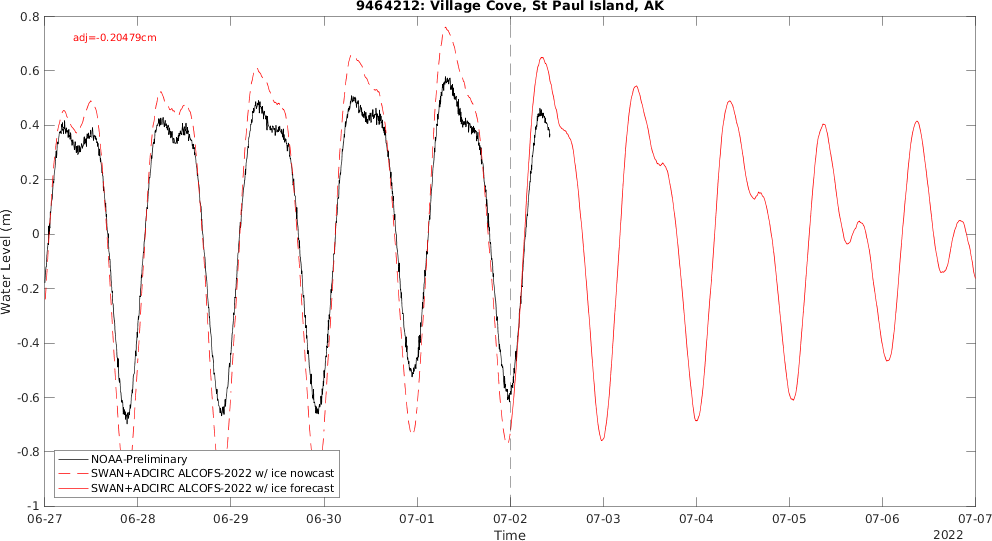 9464212: Village Cove, St Paul Island, AK
adj=-0.20479cm
Water Level (m)
0.8
0.6
0.4
0.2
0
-0.2
-0.4
-0.6
-0.8
-1
NOAA-Preliminary
SWAN+ADCIRC ALCOFS-2022 w/ ice nowcast
SWAN+ADCIRC ALCOFS-2022 w/ ice forecast
06-27 06-28 06-29 06-30 07-01 07-02 07-03 07-04 07-05 07-06 07-07
Time
2022